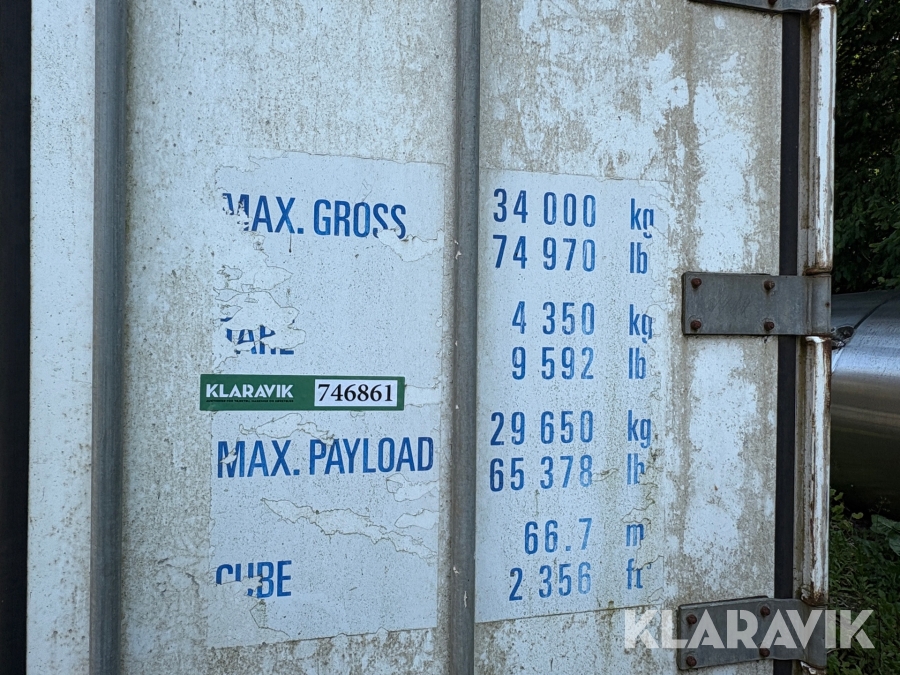 MAX. GROSS 34 000 kg
74 970 lb
TARE 4 350 kg
9 592 lb
KLARAVIK 746861
MAX. PAYLOAD 29 650 kg
65 378 lb
66.7 m
CUBE 2 356 ft
KLARAVIK